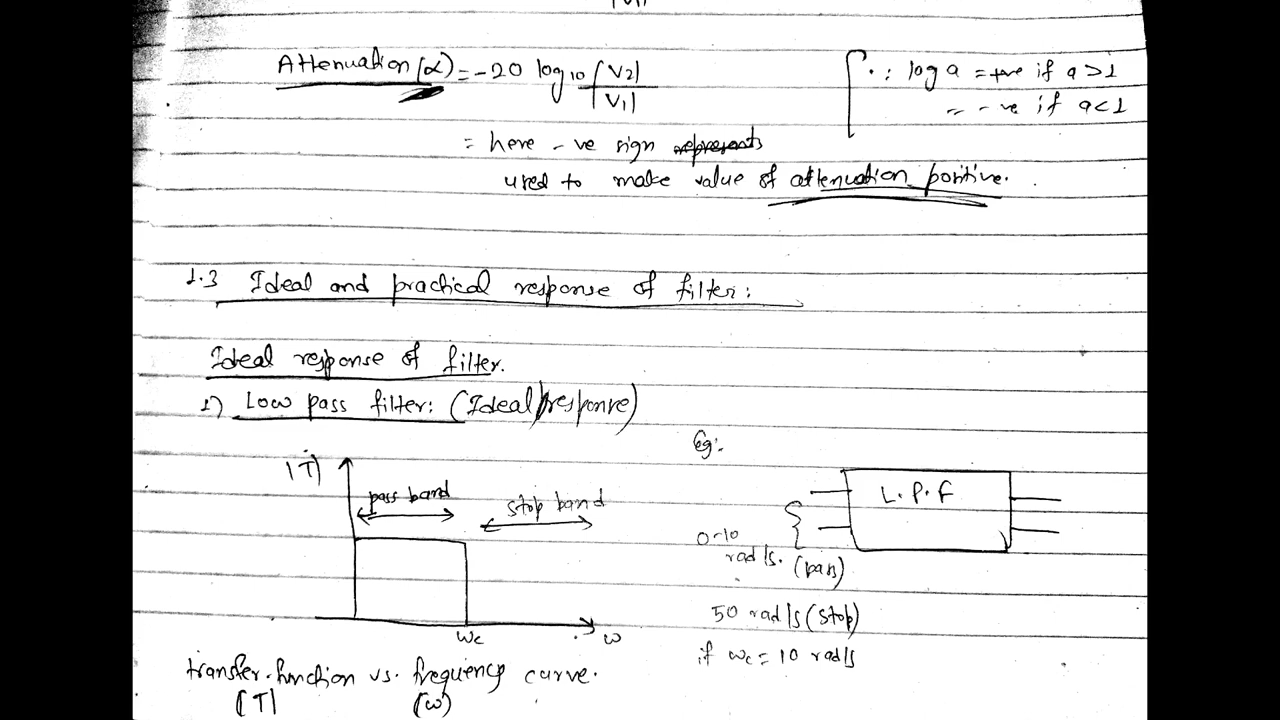 Attenuation (α) = -20 log10 |V2| / |V1|
∵ log a = +ve if a > 1
= -ve if a < 1
= here -ve sign represents
used to make value of attenuation positive.
1.3 Ideal and practical response of filter:
Ideal response of filter.
1) Low pass filter: (Ideal response)
Eg:-
|T|
pass band
stop band
L.P.F
0-10
rad/s. (pass)
50 rad/s (stop)
ωc
ω
if ωc = 10 rad/s
transfer function vs. frequency curve.
|T| (ω)